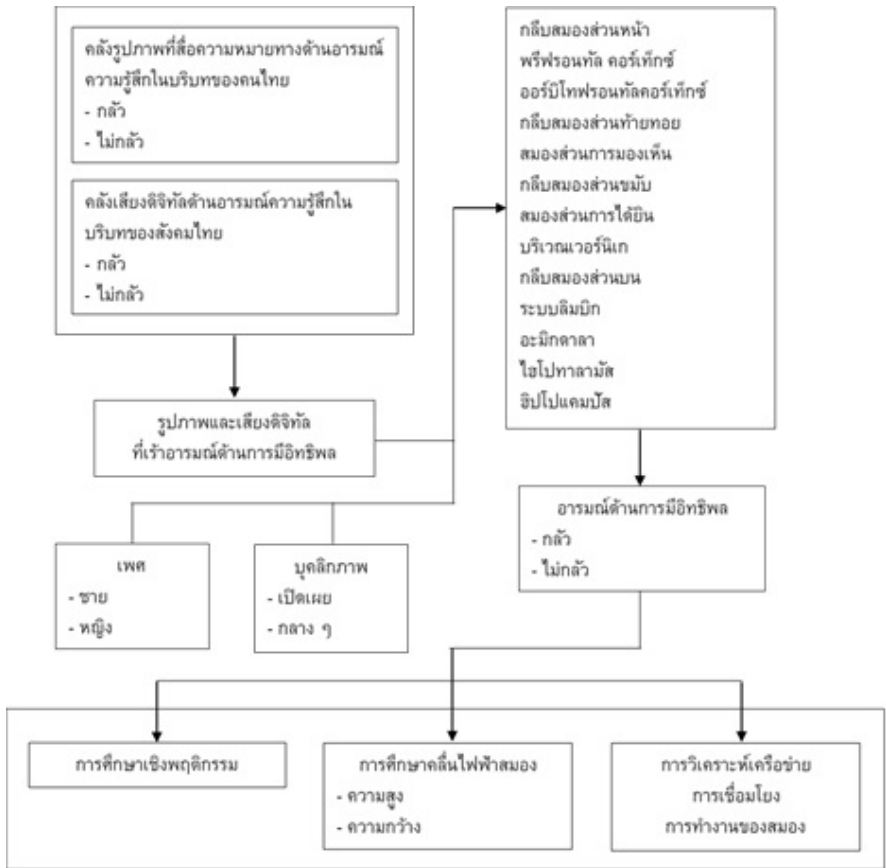 คลังรูปภาพที่สื่อความหมายทางด้านอารมณ์
ความรู้สึกในบริบทของคนไทย
- กลัว
- ไม่กลัว
คลังเสียงดิจิทัลด้านอารมณ์ความรู้สึกใน
บริบทของสังคมไทย
- กลัว
- ไม่กลัว
รูปภาพและเสียงดิจิทัล
ที่เร้าอารมณ์ด้านการมีอิทธิพล
เพศ
- ชาย
- หญิง
บุคลิกภาพ
- เปิดเผย
- กลาง ๆ
กลีบสมองส่วนหน้า
พรีฟรอนทัล คอร์เท็กซ์
ออร์บิโทฟรอนทัลคอร์เท็กซ์
กลีบสมองส่วนท้ายทอย
สมองส่วนการมองเห็น
กลีบสมองส่วนขมับ
สมองส่วนการได้ยิน
บริเวณเวอร์นิเก
กลีบสมองส่วนบน
ระบบลิมบิก
อะมิกดาลา
ไฮโปทาลามัส
ฮิปโปแคมปัส
อารมณ์ด้านการมีอิทธิพล
- กลัว
- ไม่กลัว
การศึกษาเชิงพฤติกรรม
การศึกษาคลื่นไฟฟ้าสมอง
- ความสูง
- ความกว้าง
การวิเคราะห์เครือข่าย
การเชื่อมโยง
การทำงานของสมอง